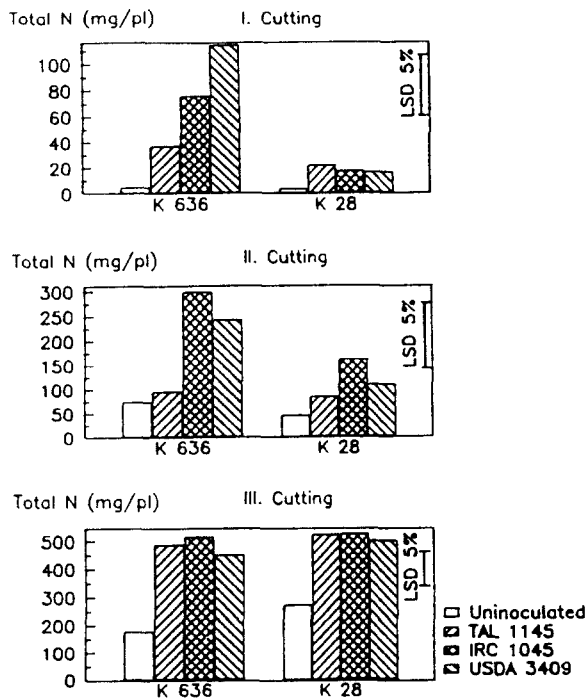 Total N (mg/pl) I. Cutting
100
80
60
40
20
0
LSD 5%
K 636 K 28
Total N (mg/pl) II. Cutting
300
250
200
150
100
50
0
LSD 5%
K 636 K 28
Total N (mg/pl) III. Cutting
500
400
300
200
100
0
LSD 5%
K 636 K 28
Uninoculated
TAL 1145
IRC 1045
USDA 3409